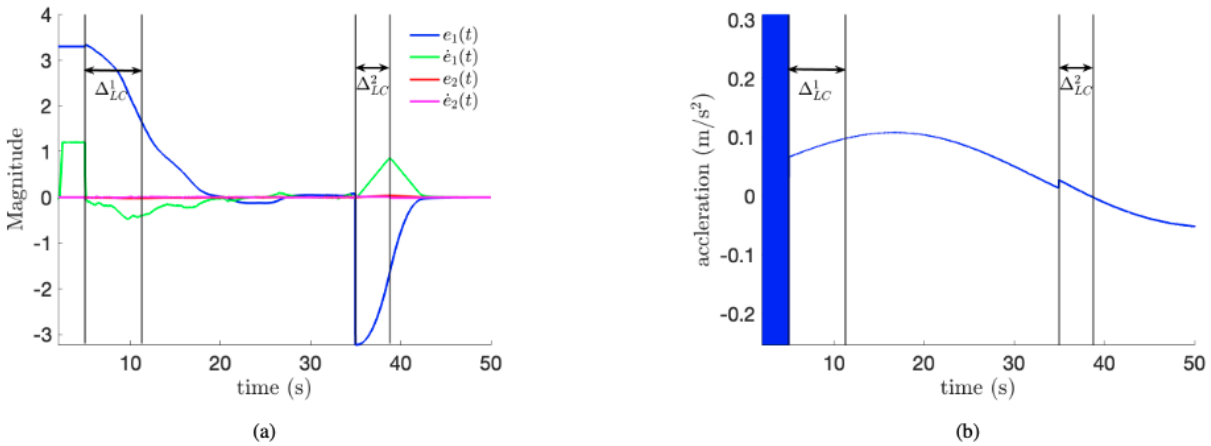 4
3
2
1
0
-1
-2
-3
Magnitude
10
20
30
40
50
time (s)
Δ¹_LC
Δ²_LC
e₁(t)
ė₁(t)
e₂(t)
ė₂(t)
(a)
0.3
0.2
0.1
0
-0.1
-0.2
accleration (m/s²)
10
20
30
40
50
time (s)
Δ¹_LC
Δ²_LC
(b)